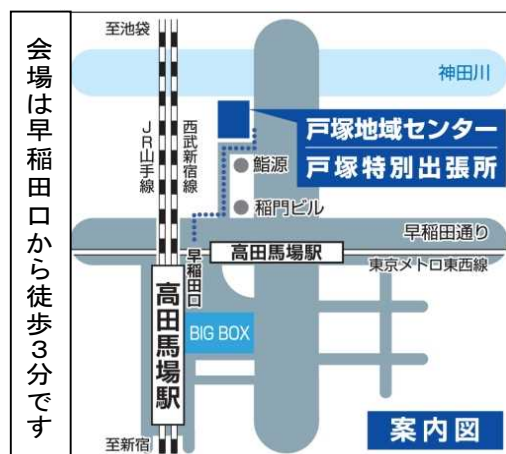 会場は早稲田口から徒歩３分です
至池袋
神田川
JR山手線
西武新宿線
戸塚地域センター
戸塚特別出張所
鮨源
稲門ビル
早稲田通り
早稲田口
高田馬場駅
東京メトロ東西線
高田馬場駅
BIG BOX
至新宿
案内図